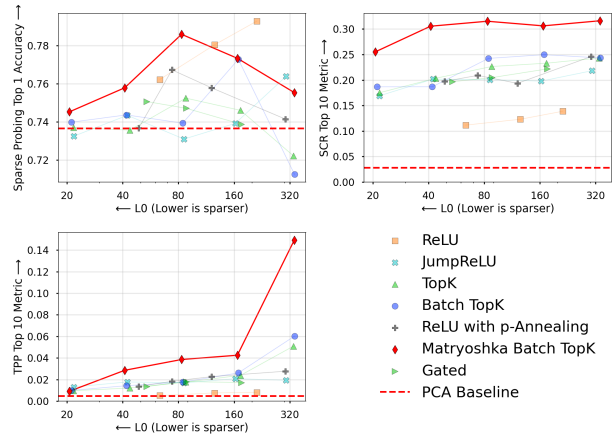 Sparse Probing Top 1 Accuracy ⟶
0.78
0.76
0.74
0.72
20
40
80
160
320
⟵ L0 (Lower is sparser)
SCR Top 10 Metric ⟶
0.30
0.25
0.20
0.15
0.10
0.05
0.00
20
40
80
160
320
⟵ L0 (Lower is sparser)
TPP Top 10 Metric ⟶
0.14
0.12
0.10
0.08
0.06
0.04
0.02
0.00
20
40
80
160
320
⟵ L0 (Lower is sparser)
ReLU
JumpReLU
TopK
Batch TopK
ReLU with p-Annealing
Matryoshka Batch TopK
Gated
PCA Baseline